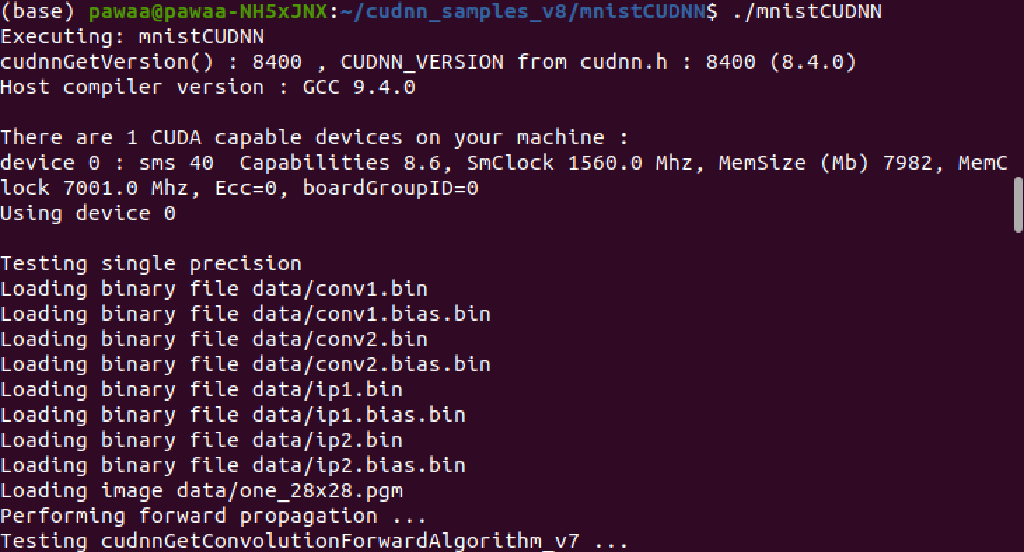 (base) pawaa@pawaa-NH5xJNX:~/cudnn_samples_v8/mnistCUDNN$ ./mnistCUDNN
Executing: mnistCUDNN
cudnnGetVersion() : 8400 , CUDNN_VERSION from cudnn.h : 8400 (8.4.0)
Host compiler version : GCC 9.4.0
There are 1 CUDA capable devices on your machine :
device 0 : sms 40  Capabilities 8.6, SmClock 1560.0 Mhz, MemSize (Mb) 7982, MemC
lock 7001.0 Mhz, Ecc=0, boardGroupID=0
Using device 0
Testing single precision
Loading binary file data/conv1.bin
Loading binary file data/conv1.bias.bin
Loading binary file data/conv2.bin
Loading binary file data/conv2.bias.bin
Loading binary file data/ip1.bin
Loading binary file data/ip1.bias.bin
Loading binary file data/ip2.bin
Loading binary file data/ip2.bias.bin
Loading image data/one_28x28.pgm
Performing forward propagation ...
Testing cudnnGetConvolutionForwardAlgorithm_v7 ...